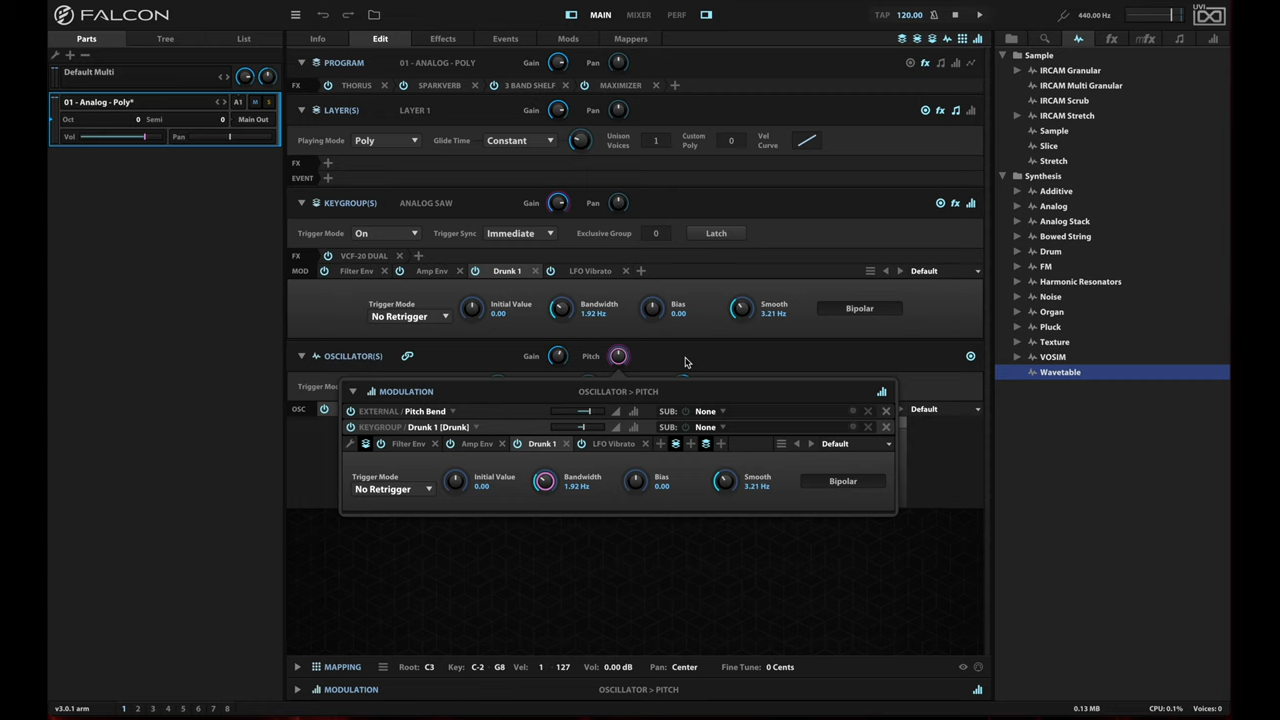 FALCON
MAIN MIXER PERF
TAP 120.00
440.00 Hz
UVI
Parts Tree List
Info Edit Effects Events Mods Mappers
Default Multi
01 - Analog - Poly* A1 M S
Oct 0 Semi 0 Main Out
Vol Pan
PROGRAM 01 - ANALOG - POLY Gain Pan
FX THORUS SPARKVERB 3 BAND SHELF MAXIMIZER
LAYER(S) LAYER 1 Gain Pan
Playing Mode Poly Glide Time Constant Unison Voices 1 Custom Poly 0 Vel Curve
FX
EVENT
KEYGROUP(S) ANALOG SAW Gain Pan
Trigger Mode On Trigger Sync Immediate Exclusive Group 0 Latch
FX VCF-20 DUAL
MOD Filter Env Amp Env Drunk 1 LFO Vibrato Default
Trigger Mode Initial Value Bandwidth Bias Smooth
No Retrigger 0.00 1.92 Hz 0.00 3.21 Hz Bipolar
OSCILLATOR(S) Gain Pitch
Trigger Mod
OSC Default
MODULATION OSCILLATOR > PITCH
EXTERNAL / Pitch Bend SUB: None
KEYGROUP / Drunk 1 [Drunk] SUB: None
Filter Env Amp Env Drunk 1 LFO Vibrato Default
Trigger Mode Initial Value Bandwidth Bias Smooth
No Retrigger 0.00 1.92 Hz 0.00 3.21 Hz Bipolar
MAPPING Root: C3 Key: C-2 G8 Vel: 1 127 Vol: 0.00 dB Pan: Center Fine Tune: 0 Cents
MODULATION OSCILLATOR > PITCH
Sample
IRCAM Granular
IRCAM Multi Granular
IRCAM Scrub
IRCAM Stretch
Sample
Slice
Stretch
Synthesis
Additive
Analog
Analog Stack
Bowed String
Drum
FM
Harmonic Resonators
Noise
Organ
Pluck
Texture
VOSIM
Wavetable
v3.0.1 arm 1 2 3 4 5 6 7 8
0.13 MB CPU: 0.1% Voices: 0